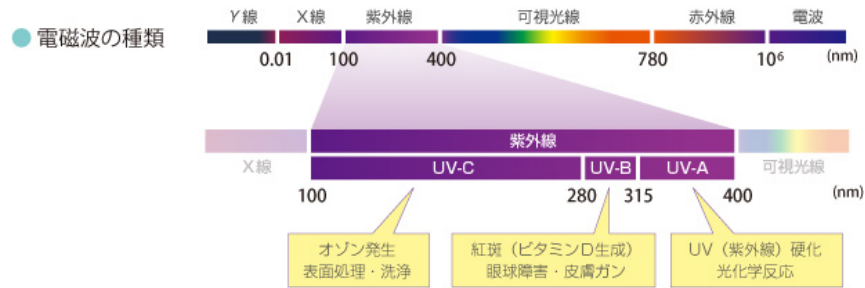 ● 電磁波の種類
γ線 X線 紫外線 可視光線 赤外線 電波
0.01 100 400 780 10⁶ (nm)
紫外線
X線 UV-C UV-B UV-A 可視光線
100 280 315 400 (nm)
オゾン発生
表面処理・洗浄
紅斑（ビタミンD生成）
眼球障害・皮膚ガン
UV（紫外線）硬化
光化学反応